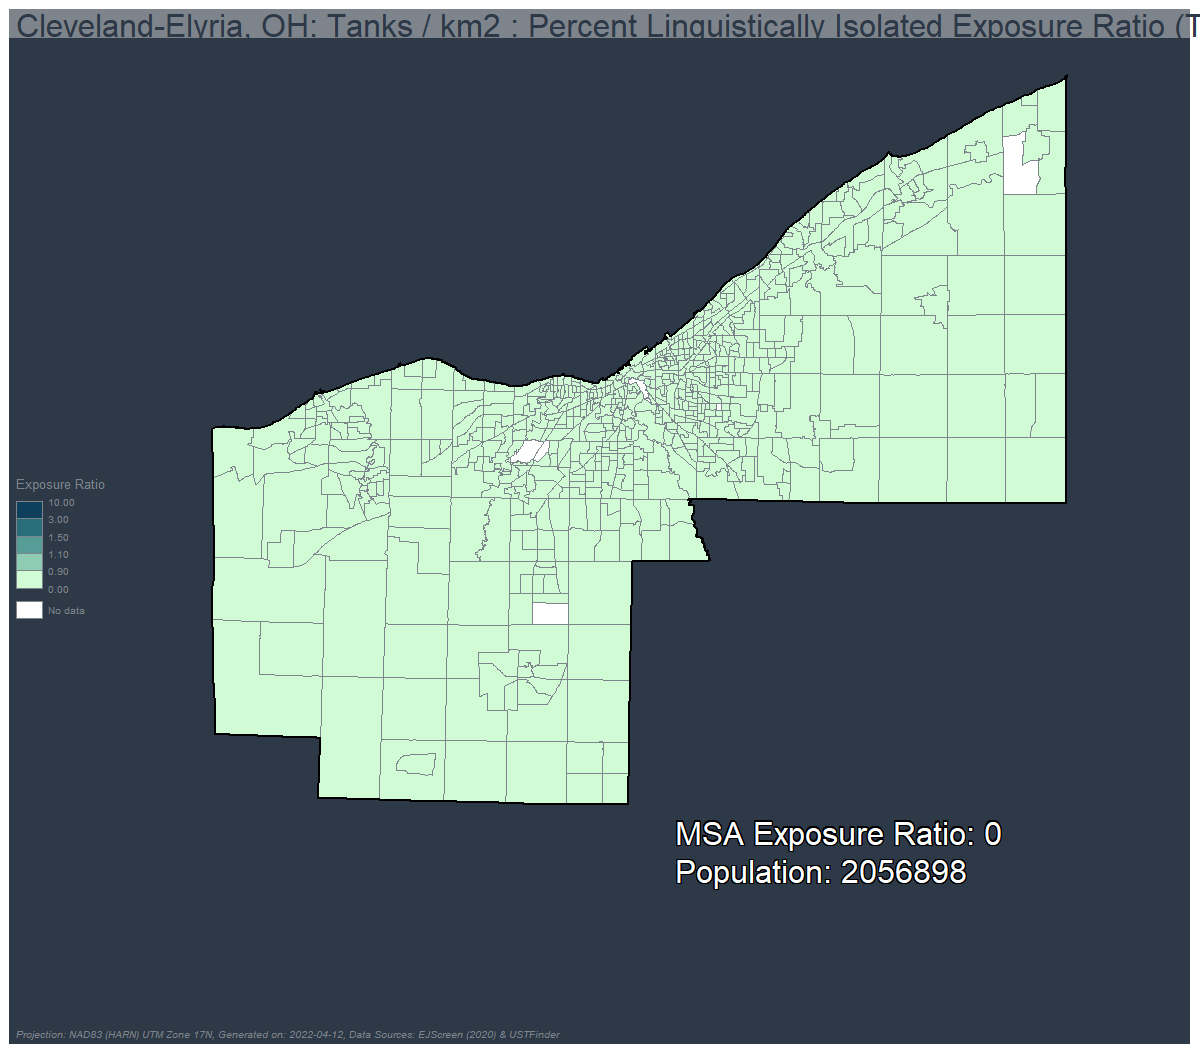 Cleveland-Elyria, OH: Tanks / km2 : Percent Linguistically Isolated Exposure Ratio (T
Exposure Ratio
10.00
3.00
1.50
1.10
0.90
0.00
No data
MSA Exposure Ratio: 0
Population: 2056898
Projection: NAD83 (HARN) UTM Zone 17N, Generated on: 2022-04-12, Data Sources: EJScreen (2020) & USTFinder